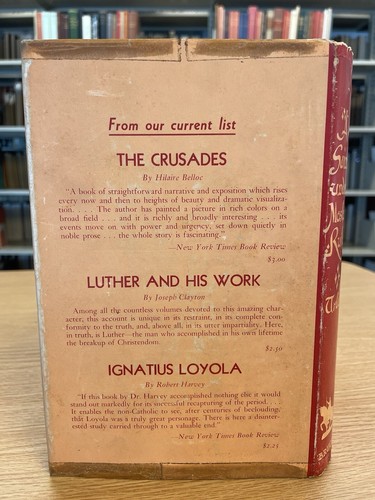 From our current list
THE CRUSADES
By Hilaire Belloc
"A book of straightforward narrative and exposition which rises
every now and then to heights of beauty and dramatic visualiza-
tion. . . . The author has painted a picture in rich colors on a
broad field . . . and it is richly and broadly interesting . . . its
events move on with power and urgency, set down quietly in
noble prose . . . the whole story is fascinating."
—New York Times Book Review
$3.00
LUTHER AND HIS WORK
By Joseph Clayton
Among all the countless volumes devoted to this amazing char-
acter, this account is unique in its restraint, in its complete con-
formity to the truth, and, above all, in its utter impartiality. Here,
in truth, is Luther—the man who accomplished in his own lifetime
the breakup of Christendom.
$2.50
IGNATIUS LOYOLA
By Robert Harvey
"If this book by Dr. Harvey accomplished nothing else it would
stand out markedly for its successful recapturing of the period. . . .
It enables the non-Catholic to see, after centuries of beclouding,
that Loyola was a truly great personage. There is here a disinter-
ested study carried through to a valuable end."
—New York Times Book Review
$2.25